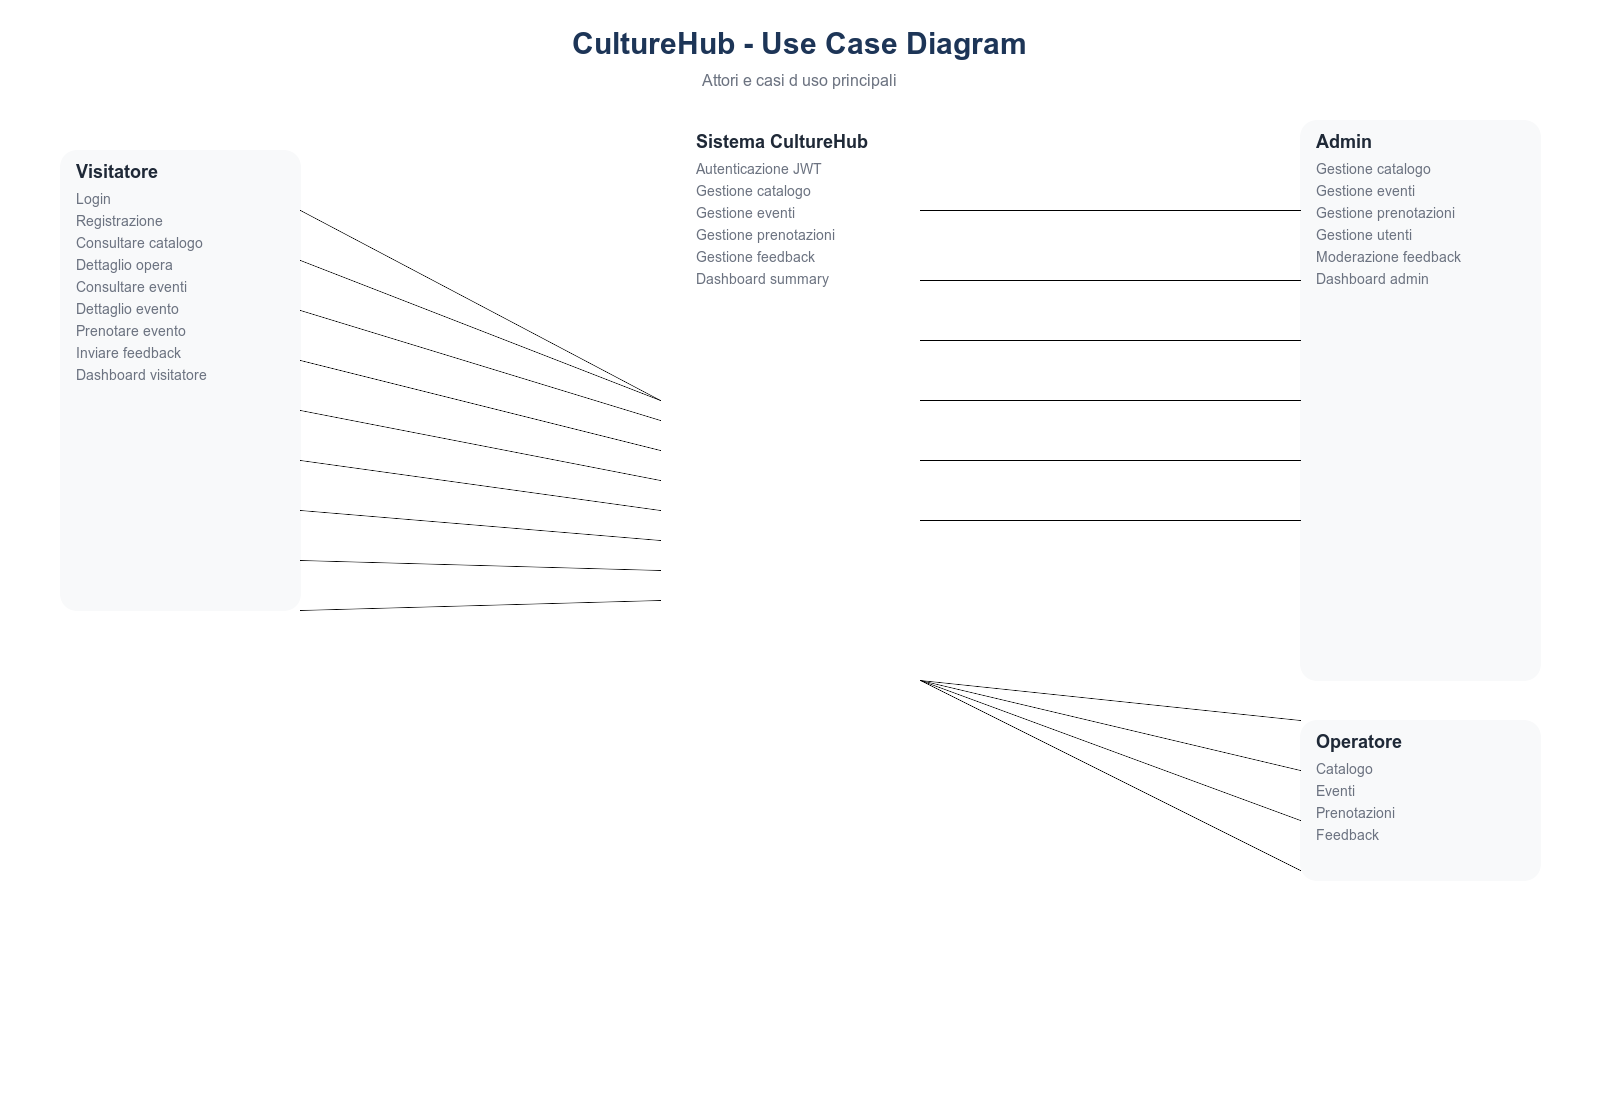 CultureHub - Use Case Diagram
Attori e casi d uso principali
Visitatore
Login
Registrazione
Consultare catalogo
Dettaglio opera
Consultare eventi
Dettaglio evento
Prenotare evento
Inviare feedback
Dashboard visitatore
Sistema CultureHub
Autenticazione JWT
Gestione catalogo
Gestione eventi
Gestione prenotazioni
Gestione feedback
Dashboard summary
Admin
Gestione catalogo
Gestione eventi
Gestione prenotazioni
Gestione utenti
Moderazione feedback
Dashboard admin
Operatore
Catalogo
Eventi
Prenotazioni
Feedback